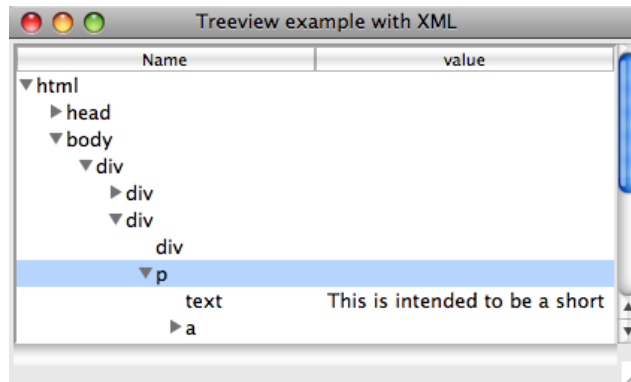 Treeview example with XML
Name value
html
head
body
div
div
div
div
p
text This is intended to be a short
a